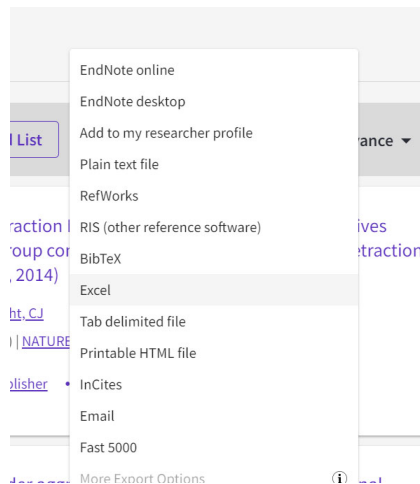 EndNote online
EndNote desktop
List Add to my researcher profile vance
Plain text file
RefWorks
raction RIS (other reference software) ives
roup cor BibTeX etraction
, 2014)
Excel
ht, CJ Tab delimited file
) | NATURE
Printable HTML file
blisher • InCites
Email
Fast 5000
More Export Options